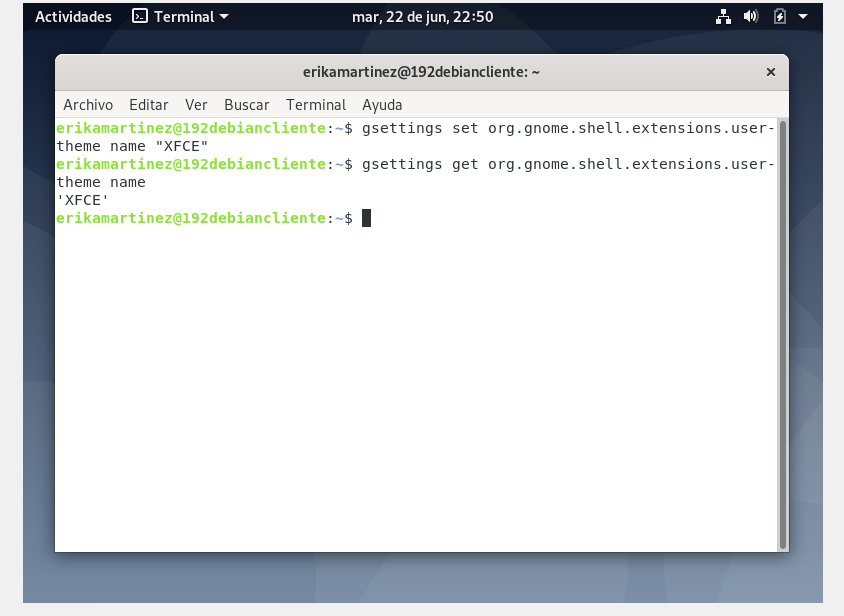 Actividades Terminal mar, 22 de jun, 22:50
erikamartinez@192debiancliente: ~
Archivo Editar Ver Buscar Terminal Ayuda
erikamartinez@192debiancliente:~$ gsettings set org.gnome.shell.extensions.user-
theme name "XFCE"
erikamartinez@192debiancliente:~$ gsettings get org.gnome.shell.extensions.user-
theme name
'XFCE'
erikamartinez@192debiancliente:~$